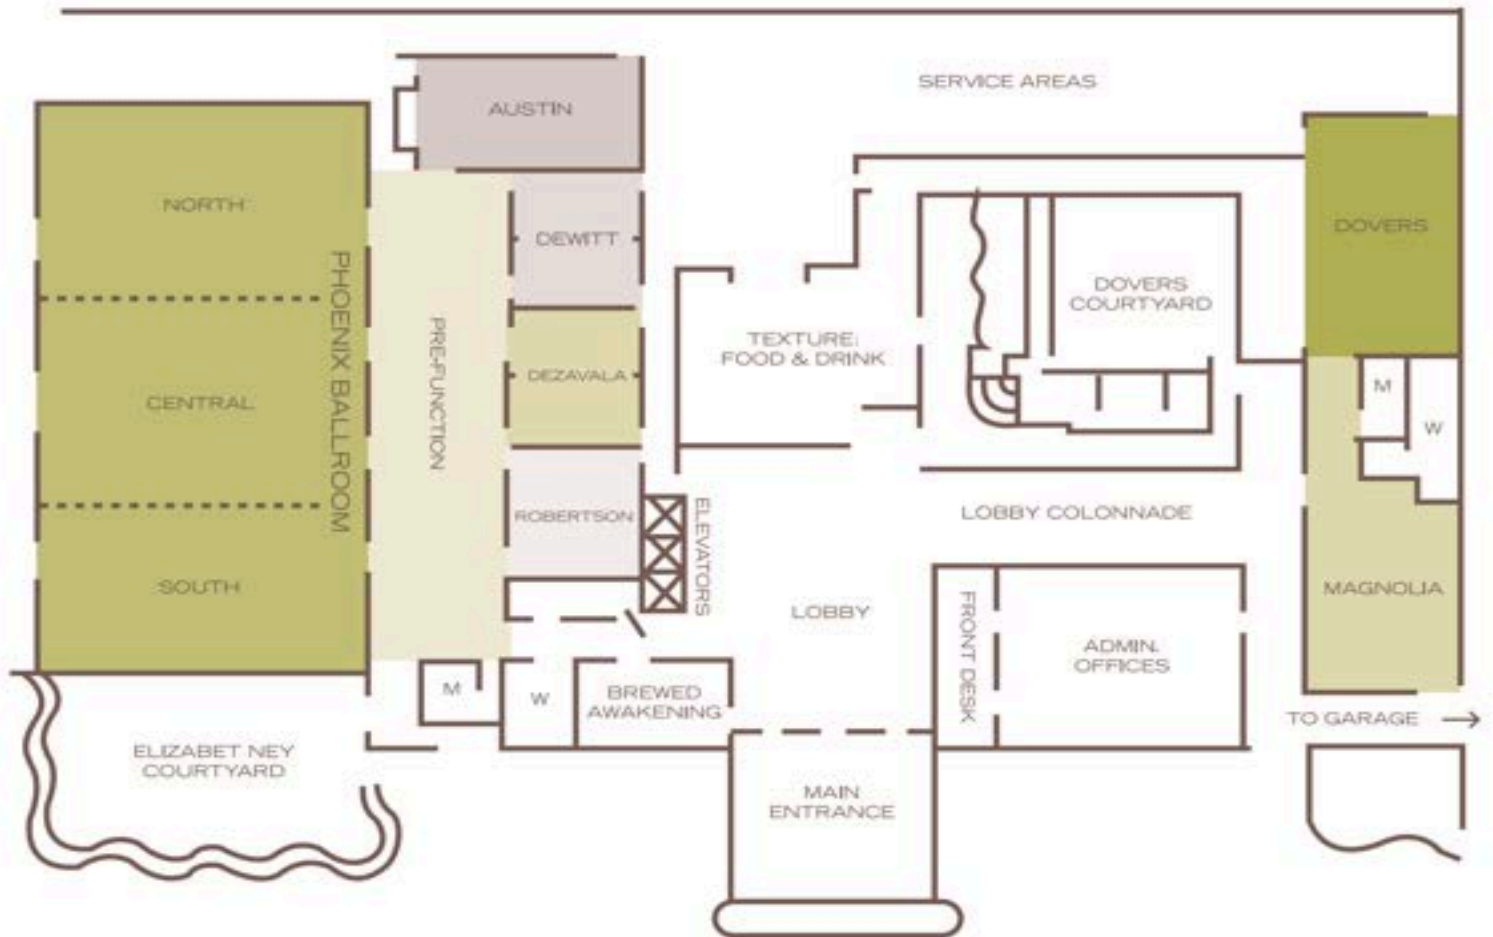 SERVICE AREAS
AUSTIN
NORTH
DEWITT
DOVERS
PHOENIX BALLROOM
PRE-FUNCTION
DOVERS
COURTYARD
TEXTURE:
FOOD & DRINK
DEZAVALA
CENTRAL
M
W
ROBERTSON
ELEVATORS
LOBBY COLONNADE
SOUTH
LOBBY
FRONT DESK
ADMIN.
OFFICES
MAGNOLIA
M
W
BREWED
AWAKENING
TO GARAGE →
ELIZABET NEY
COURTYARD
MAIN
ENTRANCE